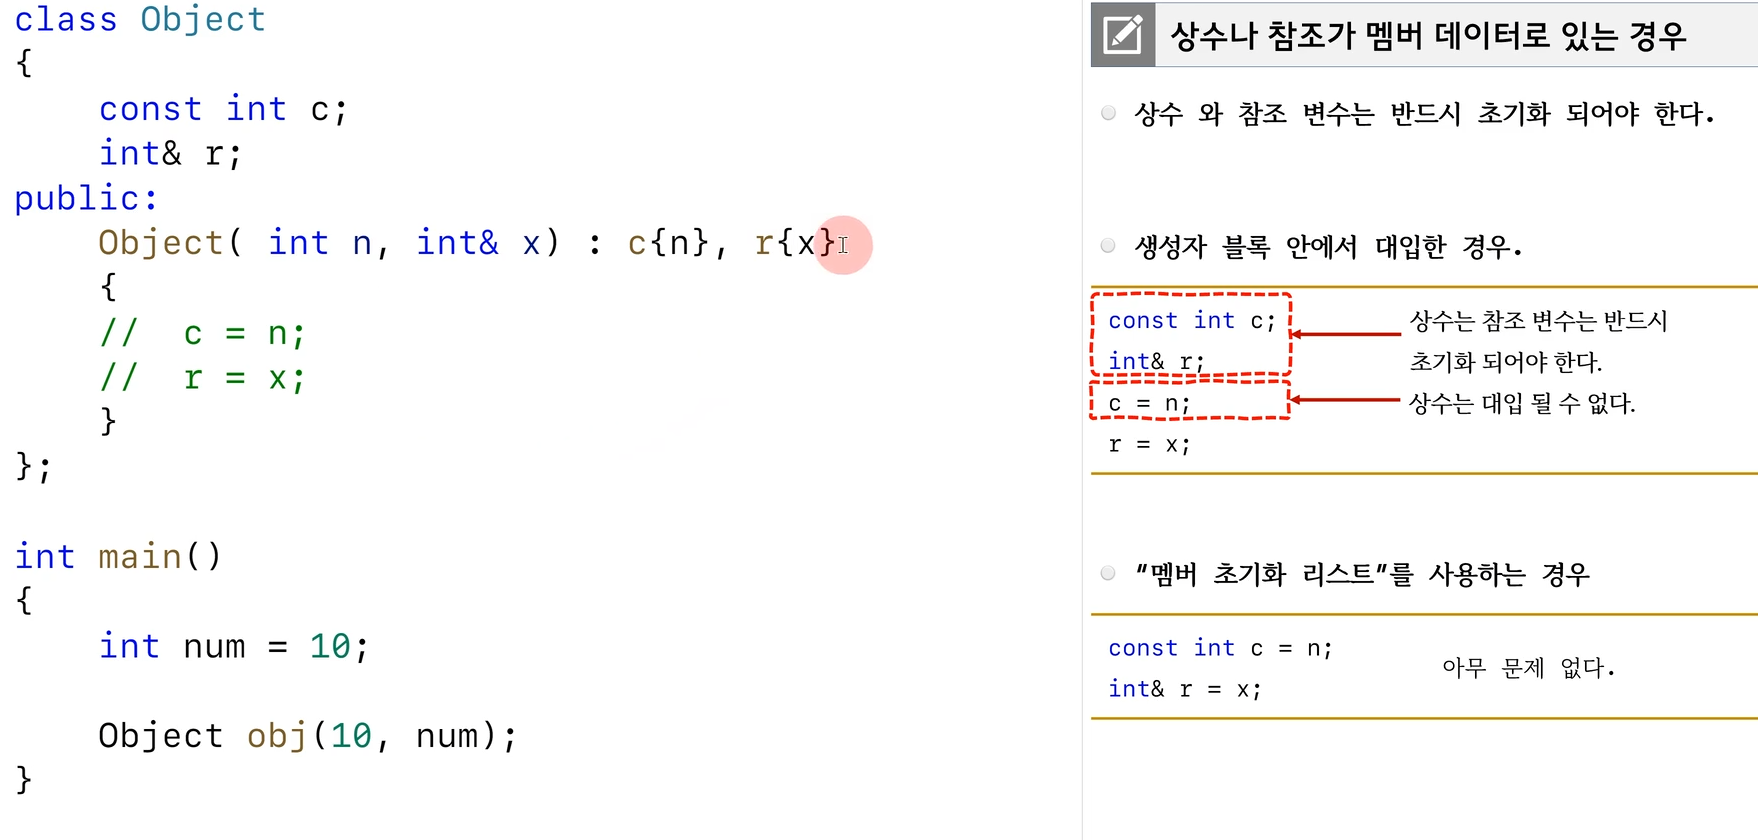 class Object
{
    const int c;
    int& r;
public:
    Object( int n, int& x) : c{n}, r{x}
    {
    //  c = n;
    //  r = x;
    }
};

int main()
{
    int num = 10;

    Object obj(10, num);
}
상수나 참조가 멤버 데이터로 있는 경우
상수 와 참조 변수는 반드시 초기화 되어야 한다.
생성자 블록 안에서 대입한 경우.
const int c;
int& r;
c = n;
r = x;
상수는 참조 변수는 반드시
초기화 되어야 한다.
상수는 대입 될 수 없다.
"멤버 초기화 리스트"를 사용하는 경우
const int c = n;
int& r = x;
아무 문제 없다.